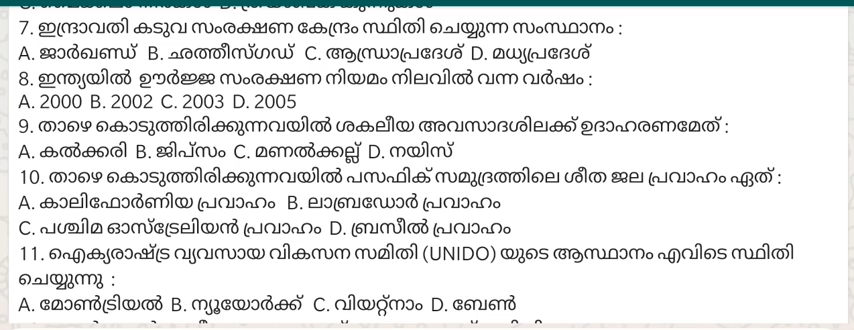 7. ഇന്ദ്രാവതി കടുവ സംരക്ഷണ കേന്ദ്രം സ്ഥിതി ചെയ്യുന്ന സംസ്ഥാനം :
A. ജാർഖണ്ഡ് B. ഛത്തീസ്ഗഡ് C. ആന്ധ്രാപ്രദേശ് D. മധ്യപ്രദേശ്
8. ഇന്ത്യയിൽ ഊർജ്ജ സംരക്ഷണ നിയമം നിലവിൽ വന്ന വർഷം :
A. 2000 B. 2002 C. 2003 D. 2005
9. താഴെ കൊടുത്തിരിക്കുന്നവയിൽ ശകലീയ അവസാദശിലക്ക് ഉദാഹരണമേത് :
A. കൽക്കരി B. ജിപ്സം C. മണൽക്കല്ല് D. നയിസ്
10. താഴെ കൊടുത്തിരിക്കുന്നവയിൽ പസഫിക് സമുദ്രത്തിലെ ശീത ജല പ്രവാഹം ഏത് :
A. കാലിഫോർണിയ പ്രവാഹം B. ലാബ്രഡോർ പ്രവാഹം
C. പശ്ചിമ ഓസ്ട്രേലിയൻ പ്രവാഹം D. ബ്രസീൽ പ്രവാഹം
11. ഐക്യരാഷ്ട്ര വ്യവസായ വികസന സമിതി (UNIDO) യുടെ ആസ്ഥാനം എവിടെ സ്ഥിതി
ചെയ്യുന്നു :
A. മോൺട്രിയൽ B. ന്യൂയോർക്ക് C. വിയറ്റ്നാം D. ബേൺ